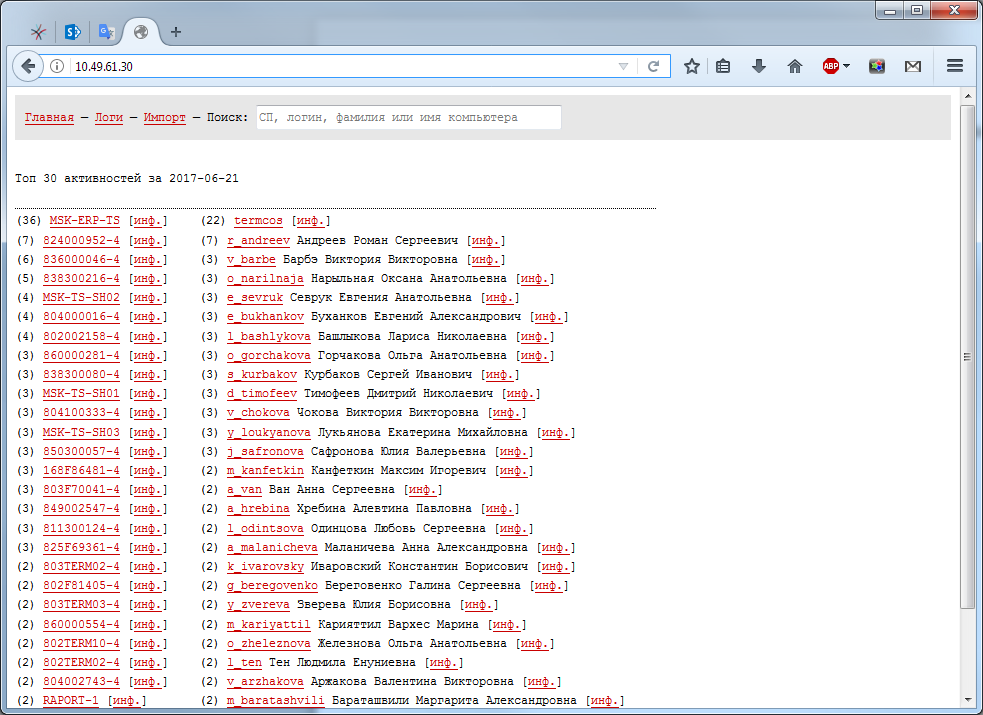 10.49.61.30
ABP
Главная — Логи — Импорт — Поиск: СП, логин, фамилия или имя компьютера
Топ 30 активностей за 2017-06-21
(36) MSK-ERP-TS [инф.] (22) termcos [инф.]
(7) 824000952-4 [инф.] (7) r_andreev Андреев Роман Сергеевич [инф.]
(6) 836000046-4 [инф.] (3) v_barbe Барбэ Виктория Викторовна [инф.]
(5) 838300216-4 [инф.] (3) o_narilnaja Нарыльная Оксана Анатольевна [инф.]
(4) MSK-TS-SH02 [инф.] (3) e_sevruk Севрук Евгения Анатольевна [инф.]
(4) 804000016-4 [инф.] (3) e_bukhankov Буханков Евгений Александрович [инф.]
(4) 802002158-4 [инф.] (3) l_bashlykova Башлыкова Лариса Николаевна [инф.]
(3) 860000281-4 [инф.] (3) o_gorchakova Горчакова Ольга Анатольевна [инф.]
(3) 838300080-4 [инф.] (3) s_kurbakov Курбаков Сергей Иванович [инф.]
(3) MSK-TS-SH01 [инф.] (3) d_timofeev Тимофеев Дмитрий Николаевич [инф.]
(3) 804100333-4 [инф.] (3) v_chokova Чокова Виктория Викторовна [инф.]
(3) MSK-TS-SH03 [инф.] (3) y_loukyanova Лукьянова Екатерина Михайловна [инф.]
(3) 850300057-4 [инф.] (3) j_safronova Сафронова Юлия Валерьевна [инф.]
(3) 168F86481-4 [инф.] (2) m_kanfetkin Канфеткин Максим Игоревич [инф.]
(3) 803F70041-4 [инф.] (2) a_van Ван Анна Сергеевна [инф.]
(3) 849002547-4 [инф.] (2) a_hrebina Хребина Алевтина Павловна [инф.]
(3) 811300124-4 [инф.] (2) l_odintsova Одинцова Любовь Сергеевна [инф.]
(3) 825F69361-4 [инф.] (2) a_malanicheva Маланичева Анна Александровна [инф.]
(2) 803TERM02-4 [инф.] (2) k_ivarovsky Иваровский Константин Борисович [инф.]
(2) 802F81405-4 [инф.] (2) g_beregovenko Береговенко Галина Сергеевна [инф.]
(2) 803TERM03-4 [инф.] (2) y_zvereva Зверева Юлия Борисовна [инф.]
(2) 860000554-4 [инф.] (2) m_kariyattil Карияттил Вархес Марина [инф.]
(2) 802TERM10-4 [инф.] (2) o_zheleznova Железнова Ольга Анатольевна [инф.]
(2) 802TERM02-4 [инф.] (2) l_ten Тен Людмила Енуниевна [инф.]
(2) 804002743-4 [инф.] (2) v_arzhakova Аржакова Валентина Викторовна [инф.]
(2) RAPORT-1 [инф.] (2) m_baratashvili Бараташвили Маргарита Александровна [инф.]